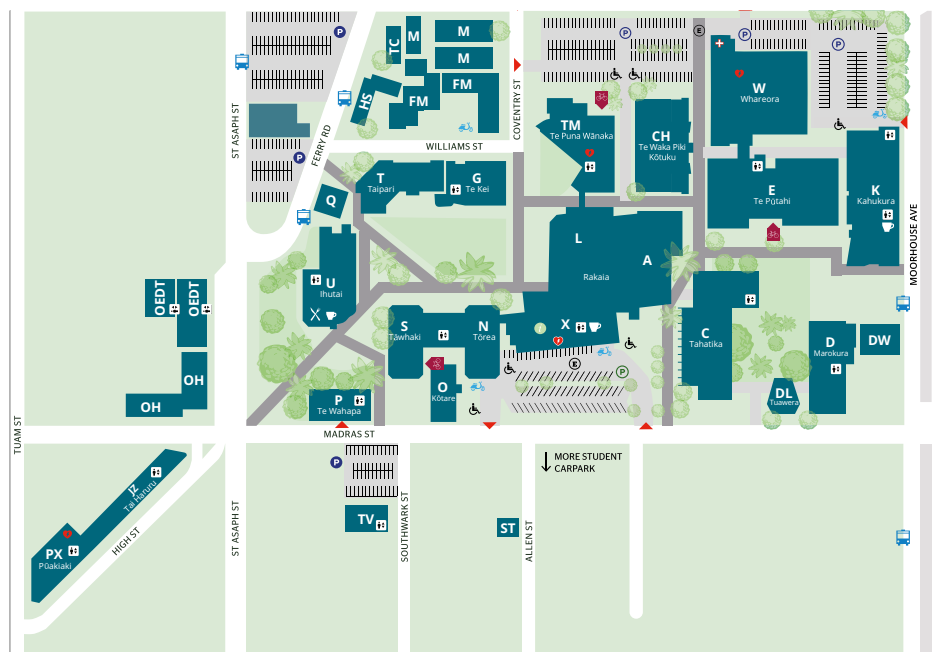 P
TC
M
M
M
HS
FM
FM
ST ASAPH ST
FERRY RD
P
WILLIAMS ST
COVENTRY ST
P
E
P
P
W
Whareora
TM
Te Puna Wānaka
CH
Te Waka Piki
Kōtuku
E
Te Pūtahi
K
Kahukura
MOORHOUSE AVE
T
Taipari
G
Te Kei
Q
L
A
Rakaia
U
Ihutai
OEDT
OEDT
OH
OH
S
Tāwhaki
N
Tōrea
X
i
E
P
O
Kōtare
P
Te Wahapa
C
Tahatika
D
Marokura
DW
DL
Tuawera
MADRAS ST
TUAM ST
P
TV
ST
MORE STUDENT
CARPARK
SOUTHWARK ST
ALLEN ST
ST ASAPH ST
HIGH ST
JZ
Tai Haruru
PX
Pūakiaki